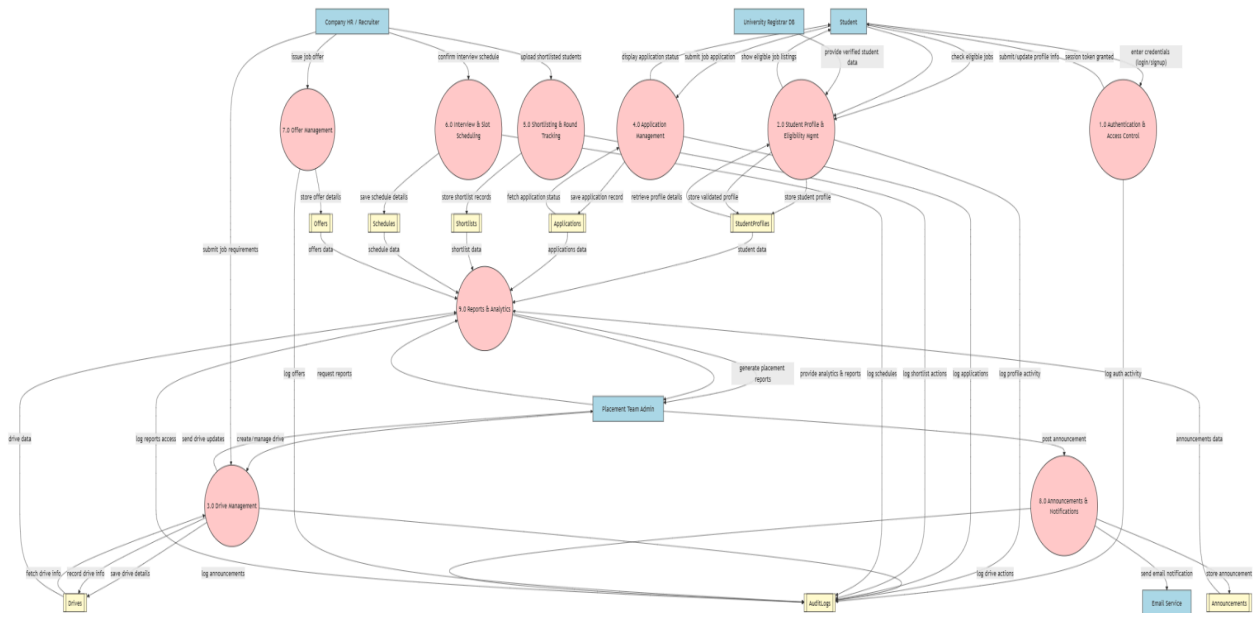 Company HR / Recruiter
University Registrar DB
Student
issue job offer
confirm interview schedule
upload shortlisted students
display application status
submit job application
show eligible job listings
provide verified student
data
check eligible jobs
submit/update profile info
session token granted
enter credentials
(login/signup)
7.0 Offer Management
6.0 Interview & Slot
Scheduling
5.0 Shortlisting & Round
Tracking
4.0 Application
Management
2.0 Student Profile &
Eligibility Mgmt
1.0 Authentication &
Access Control
store offer details
save schedule details
store shortlist records
fetch application status
save application record
retrieve profile details
store validated profile
store student profile
Offers
Schedules
Shortlists
Applications
StudentProfiles
submit job requirements
offers data
schedule data
shortlist data
applications data
student data
9.0 Reports & Analytics
log offers
request reports
generate placement
reports
provide analytics & reports
log schedules
log shortlist actions
log applications
log profile activity
log auth activity
Placement Team Admin
drive data
log reports access
send drive updates
create/manage drive
post announcement
announcements data
3.0 Drive Management
8.0 Announcements &
Notifications
fetch drive info
record drive info
save drive details
log announcements
log drive actions
send email notification
store announcement
Drives
AuditLogs
Email Service
Announcements